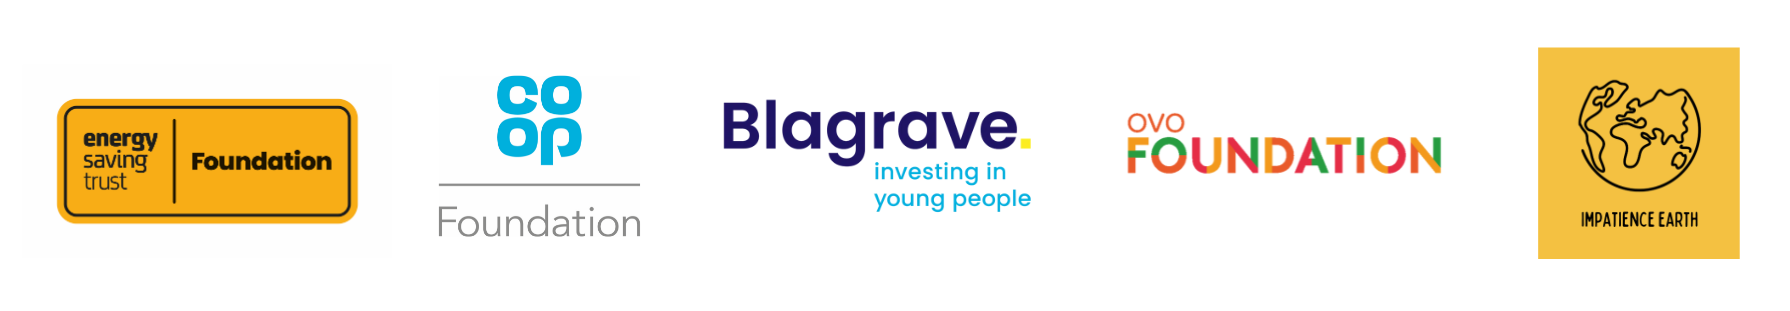 energy
saving
trust
Foundation
co
op
Foundation
Blagrave.
investing in
young people
OVO
FOUNDATION
IMPATIENCE EARTH